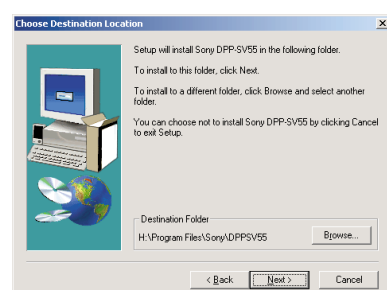 Choose Destination Location
Setup will install Sony DPP-SV55 in the following folder.
To install to this folder, click Next.
To install to a different folder, click Browse and select another
folder.
You can choose not to install Sony DPP-SV55 by clicking Cancel
to exit Setup.
Destination Folder
H:\Program Files\Sony\DPPSV55
Browse...
< Back
Next >
Cancel